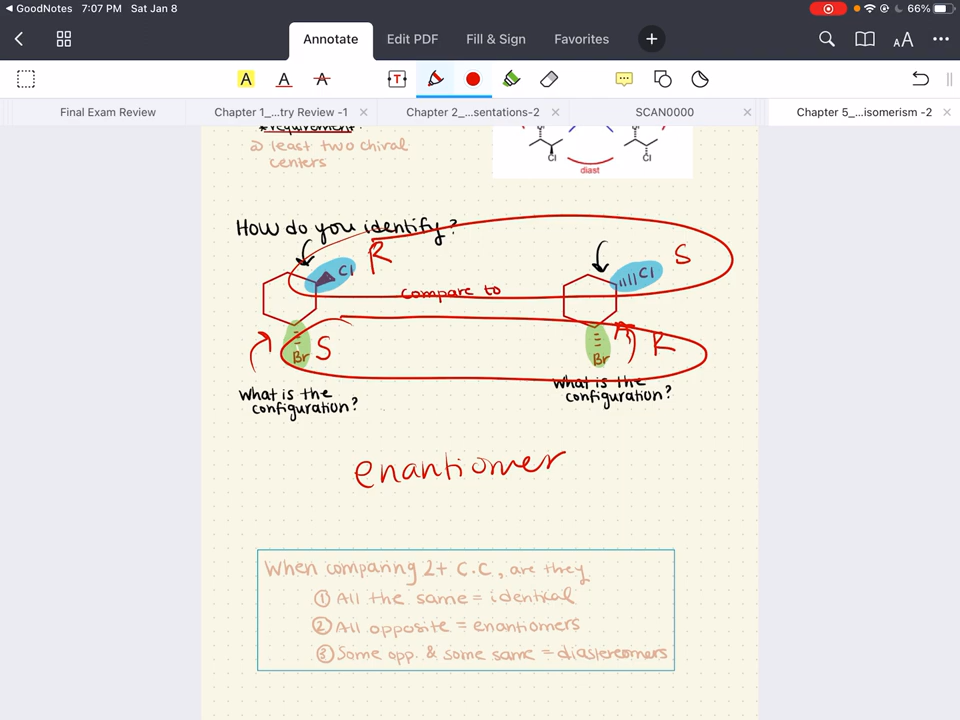 GoodNotes 7:07 PM Sat Jan 8 66%
Annotate Edit PDF Fill & Sign Favorites
Final Exam Review Chapter 1_...try Review -1 Chapter 2_...sentations-2 SCAN0000 Chapter 5_...isomerism -2
requirement:
least two chiral
centers
Cl Cl
diast
How do you identify?
Cl R Cl S
compare to
Br S Br R
What is the What is the
configuration? configuration?
enantiomer
When comparing 2+ C.C, are they
① All the same = identical
② All opposite = enantiomers
③ Some opp. & some same = diastereomers